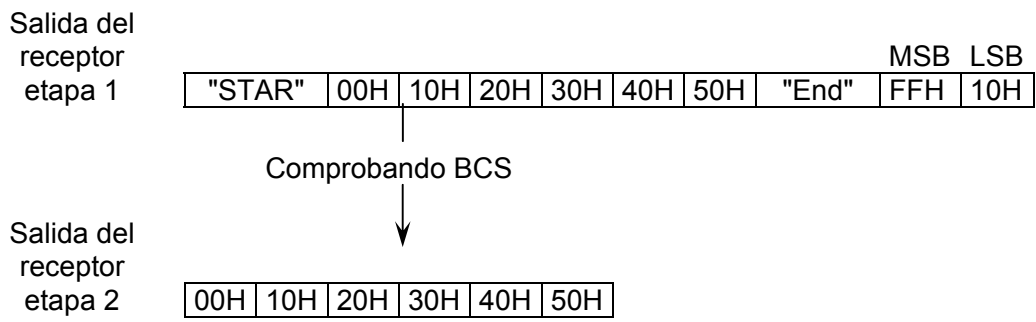 Salida del
receptor
etapa 1
MSB LSB
"STAR" 00H 10H 20H 30H 40H 50H "End" FFH 10H
Comprobando BCS
Salida del
receptor
etapa 2
00H 10H 20H 30H 40H 50H